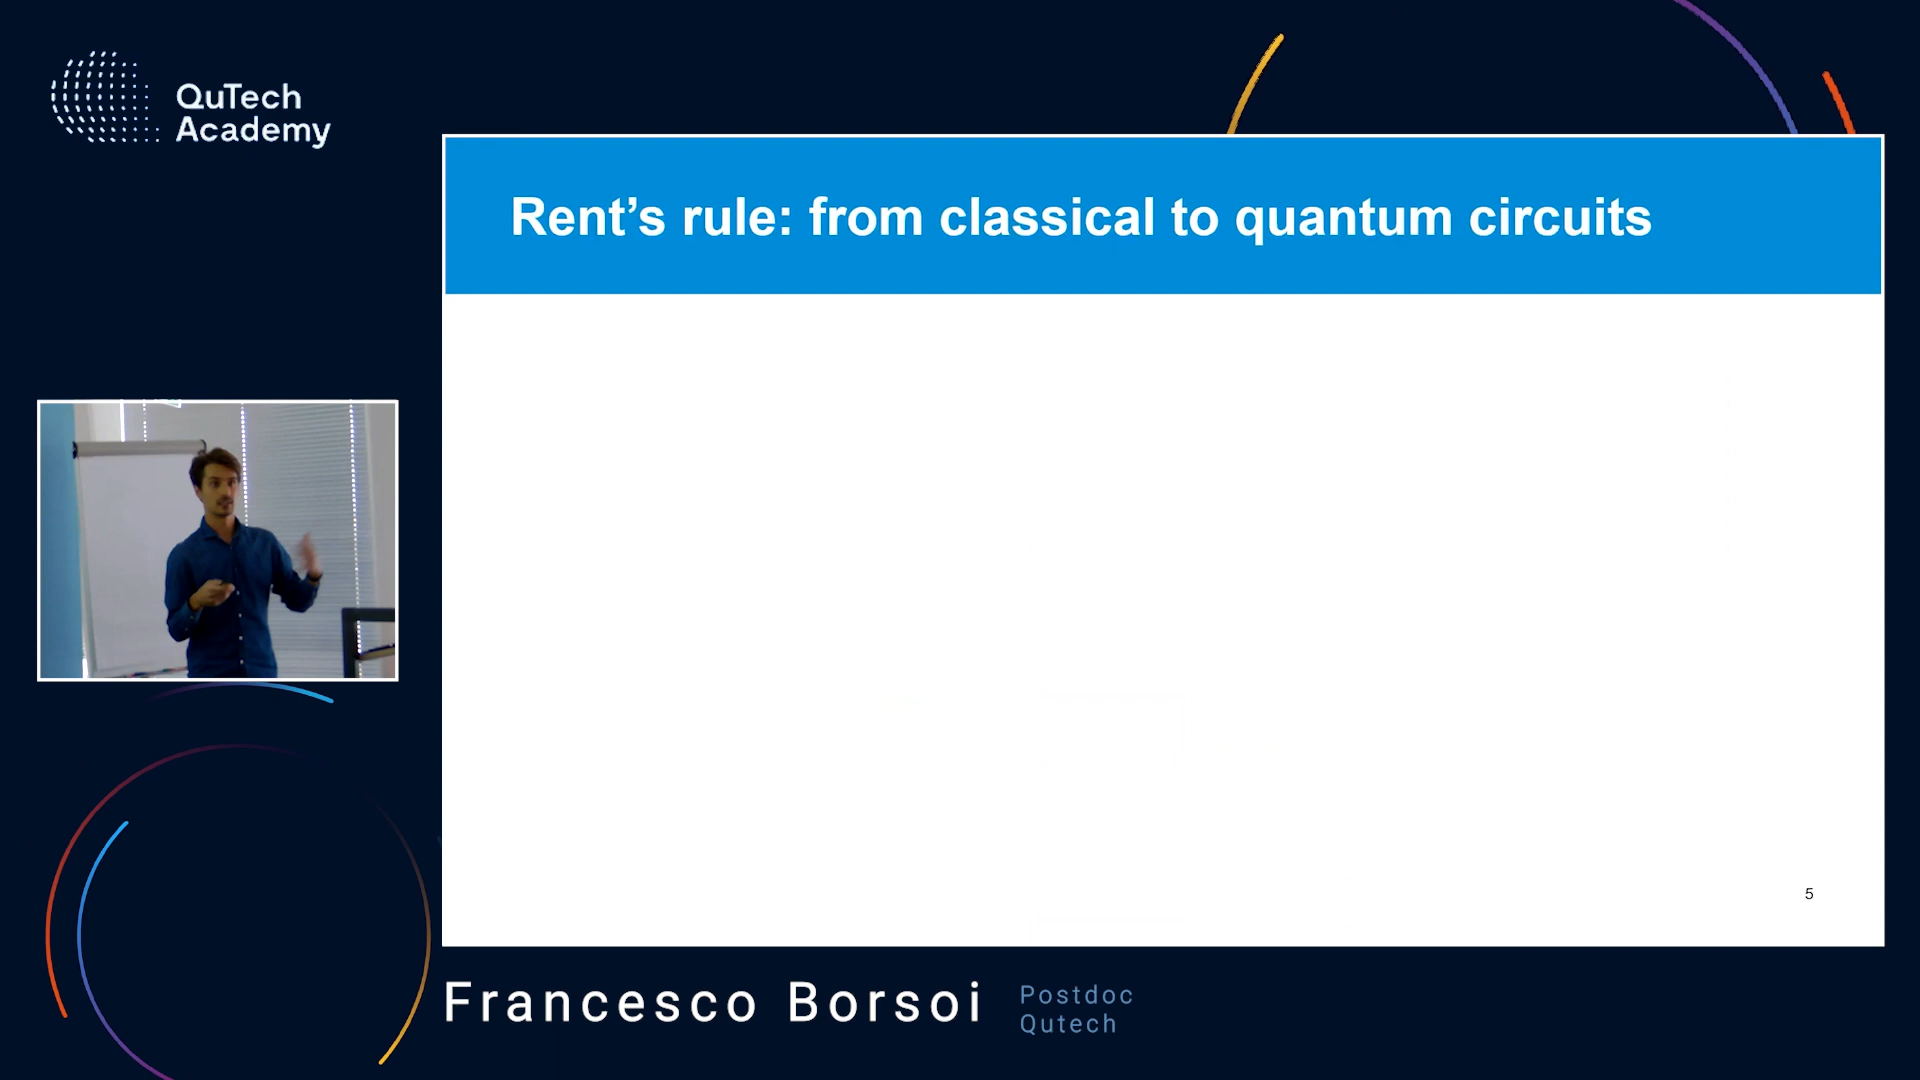 QuTech
Academy
Rent’s rule: from classical to quantum circuits
5
Francesco Borsoi
Postdoc
Qutech